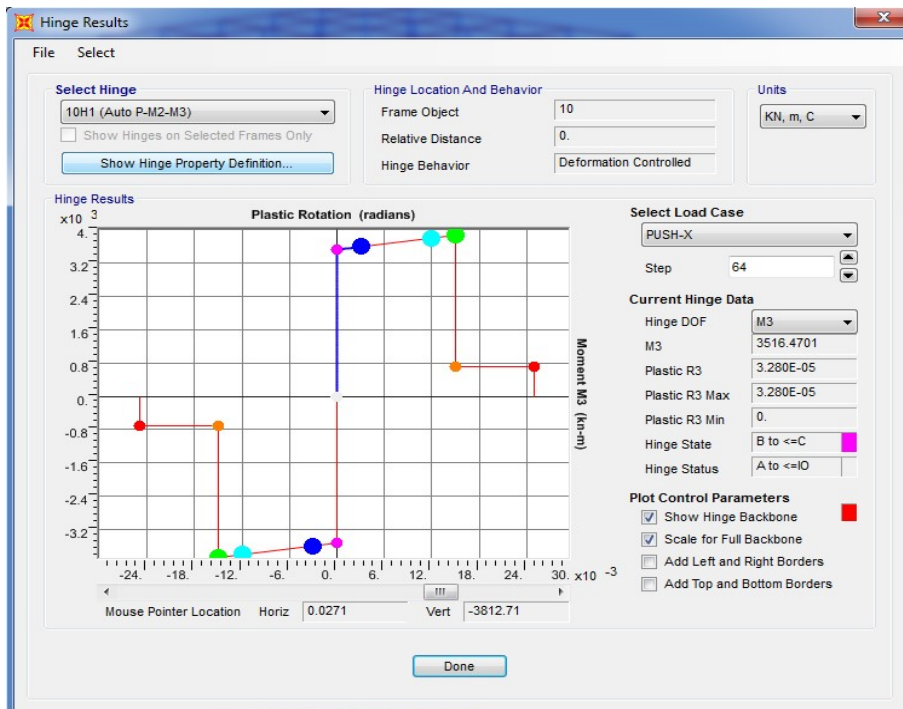 Hinge Results
File Select
Select Hinge
10H1 (Auto P-M2-M3)
Show Hinges on Selected Frames Only
Show Hinge Property Definition...
Hinge Location And Behavior
Frame Object 10
Relative Distance 0.
Hinge Behavior Deformation Controlled
Units
KN, m, C
Hinge Results
x10 3
Plastic Rotation (radians)
4.
3.2
2.4
1.6
0.8
0.
-0.8
-1.6
-2.4
-3.2
-24. -18. -12. -6. 0. 6. 12. 18. 24. 30. x10 -3
Moment M3 (kn-m)
Mouse Pointer Location Horiz 0.0271 Vert -3812.71
Select Load Case
PUSH-X
Step 64
Current Hinge Data
Hinge DOF M3
M3 3516.4701
Plastic R3 3.280E-05
Plastic R3 Max 3.280E-05
Plastic R3 Min 0.
Hinge State B to <=C
Hinge Status A to <=IO
Plot Control Parameters
Show Hinge Backbone
Scale for Full Backbone
Add Left and Right Borders
Add Top and Bottom Borders
Done